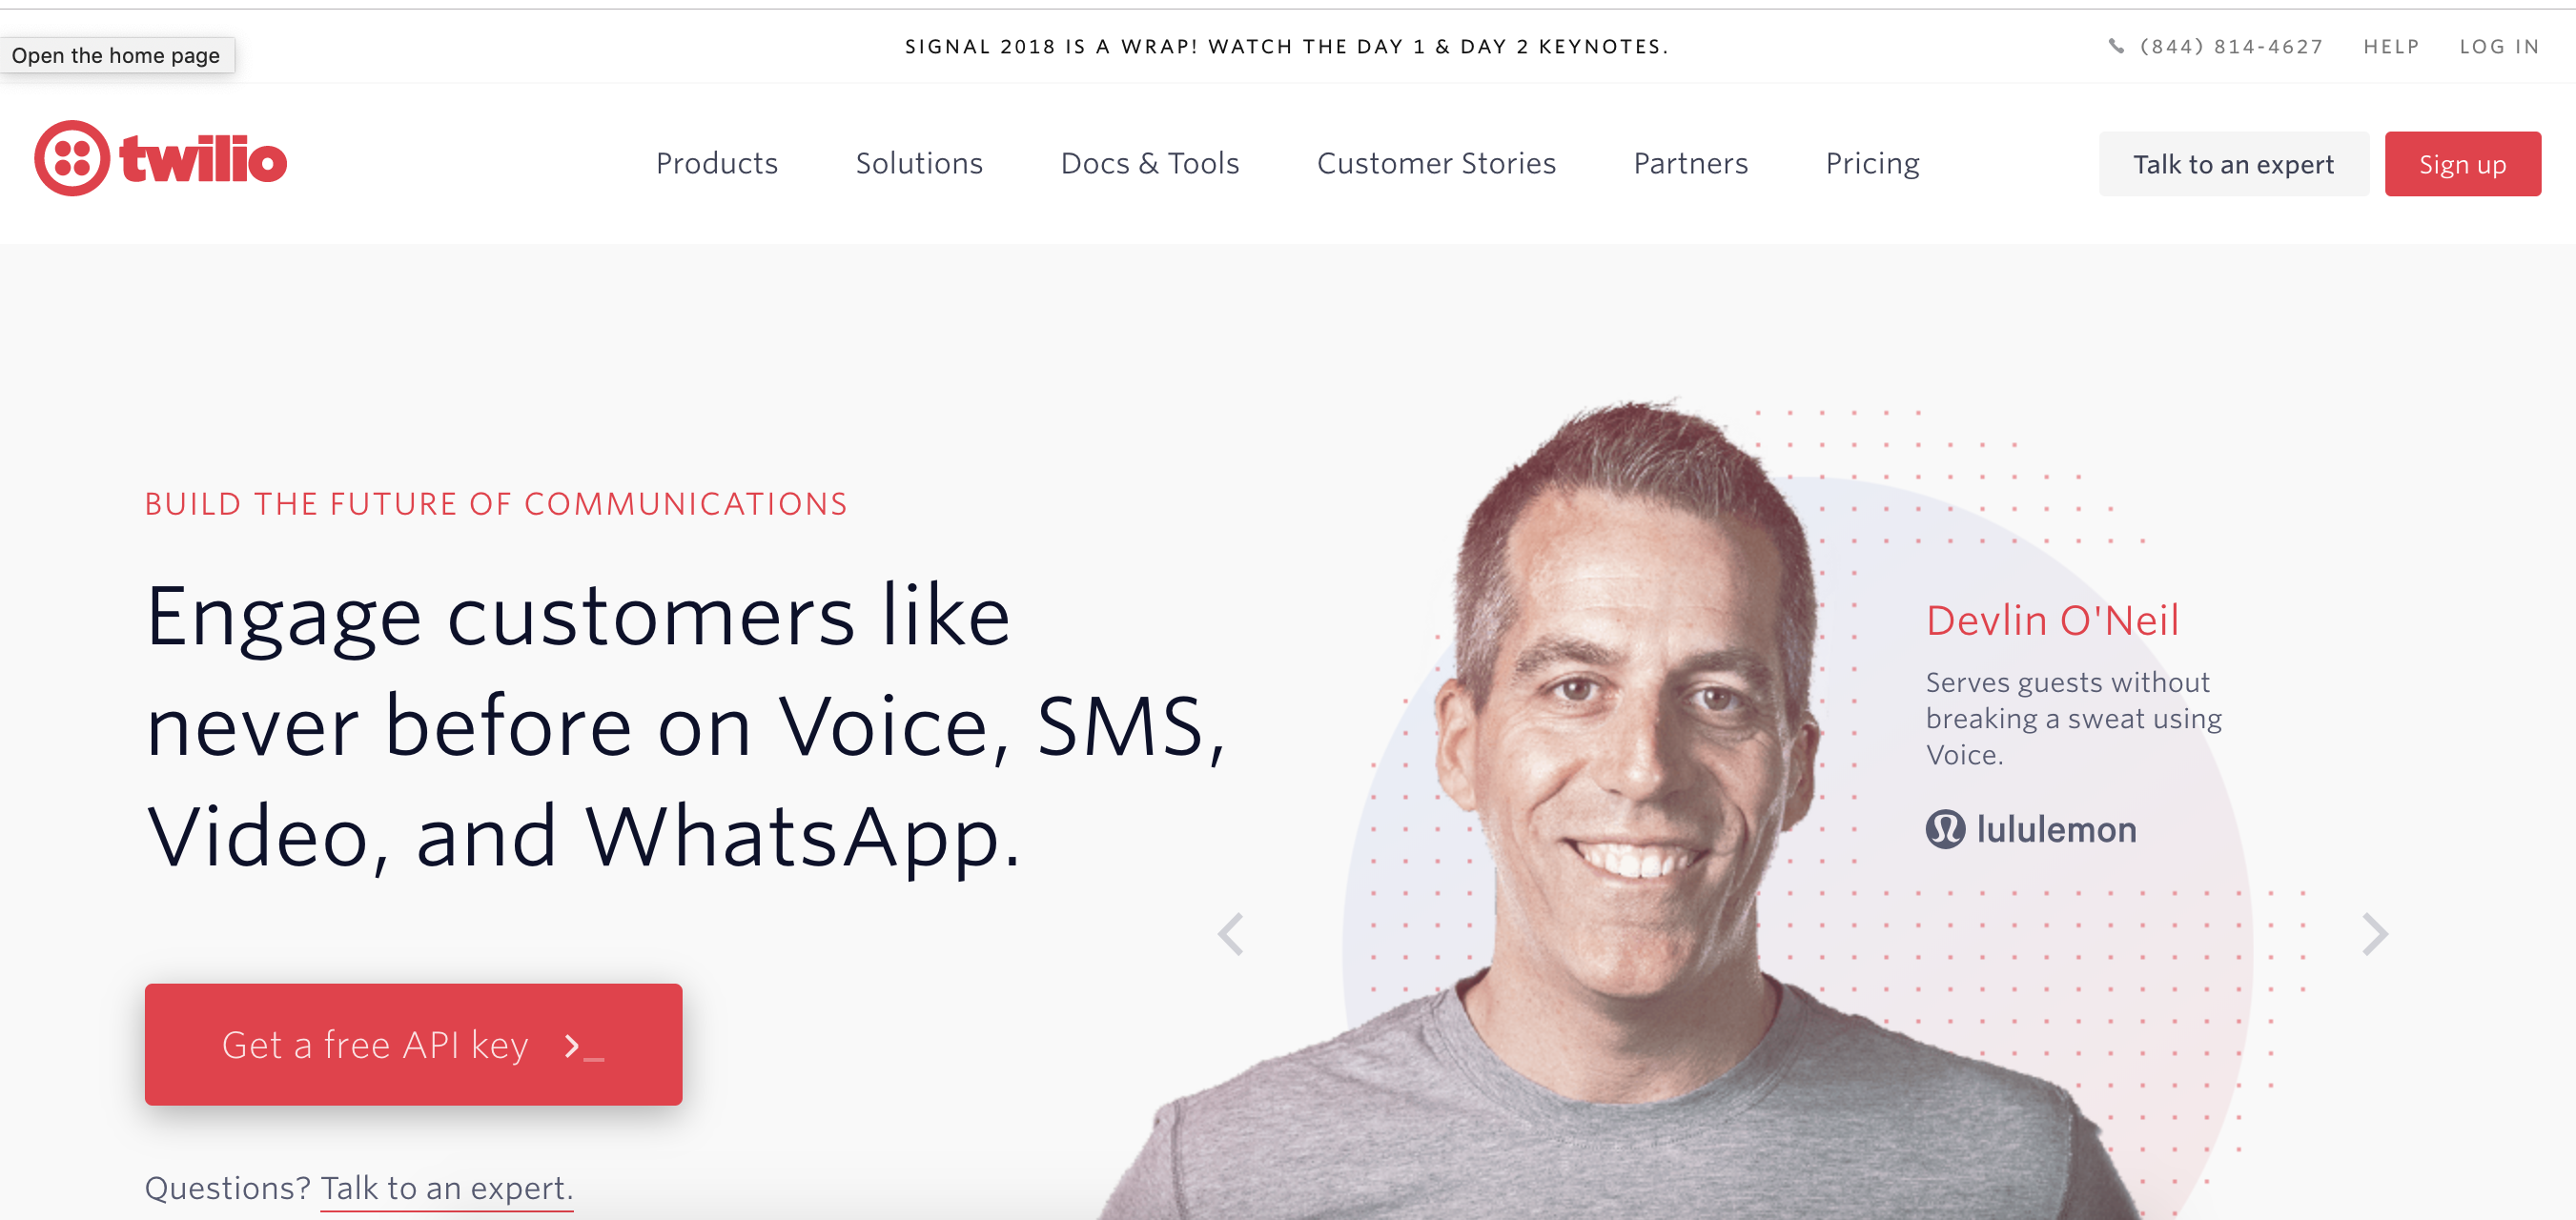 Open the home page
SIGNAL 2018 IS A WRAP! WATCH THE DAY 1 & DAY 2 KEYNOTES.
(844) 814-4627 HELP LOG IN
twilio
Products Solutions Docs & Tools Customer Stories Partners Pricing
Talk to an expert Sign up
BUILD THE FUTURE OF COMMUNICATIONS
Engage customers like
never before on Voice, SMS,
Video, and WhatsApp.
Get a free API key >_
Questions? Talk to an expert.
Devlin O'Neil
Serves guests without
breaking a sweat using
Voice.
lululemon